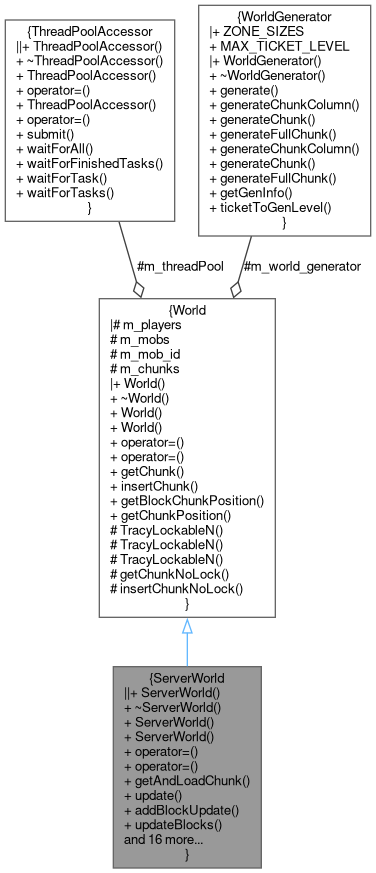 {ThreadPoolAccessor
||+ ThreadPoolAccessor()
+ ~ThreadPoolAccessor()
+ ThreadPoolAccessor()
+ operator=()
+ ThreadPoolAccessor()
+ operator=()
+ submit()
+ waitForAll()
+ waitForFinishedTasks()
+ waitForTask()
+ waitForTasks()
}
{WorldGenerator
|+ ZONE_SIZES
+ MAX_TICKET_LEVEL
|+ WorldGenerator()
+ ~WorldGenerator()
+ generate()
+ generateChunkColumn()
+ generateChunk()
+ generateFullChunk()
+ generateChunkColumn()
+ generateChunk()
+ generateFullChunk()
+ getGenInfo()
+ ticketToGenLevel()
}
#m_threadPool
#m_world_generator
{World
|# m_players
# m_mobs
# m_mob_id
# m_chunks
|+ World()
+ ~World()
+ World()
+ World()
+ operator=()
+ operator=()
+ getChunk()
+ insertChunk()
+ getBlockChunkPosition()
+ getChunkPosition()
# TracyLockableN()
# TracyLockableN()
# TracyLockableN()
# getChunkNoLock()
# insertChunkNoLock()
}
{ServerWorld
||+ ServerWorld()
+ ~ServerWorld()
+ ServerWorld()
+ ServerWorld()
+ operator=()
+ operator=()
+ getAndLoadChunk()
+ update()
+ addBlockUpdate()
+ updateBlocks()
and 16 more...
}